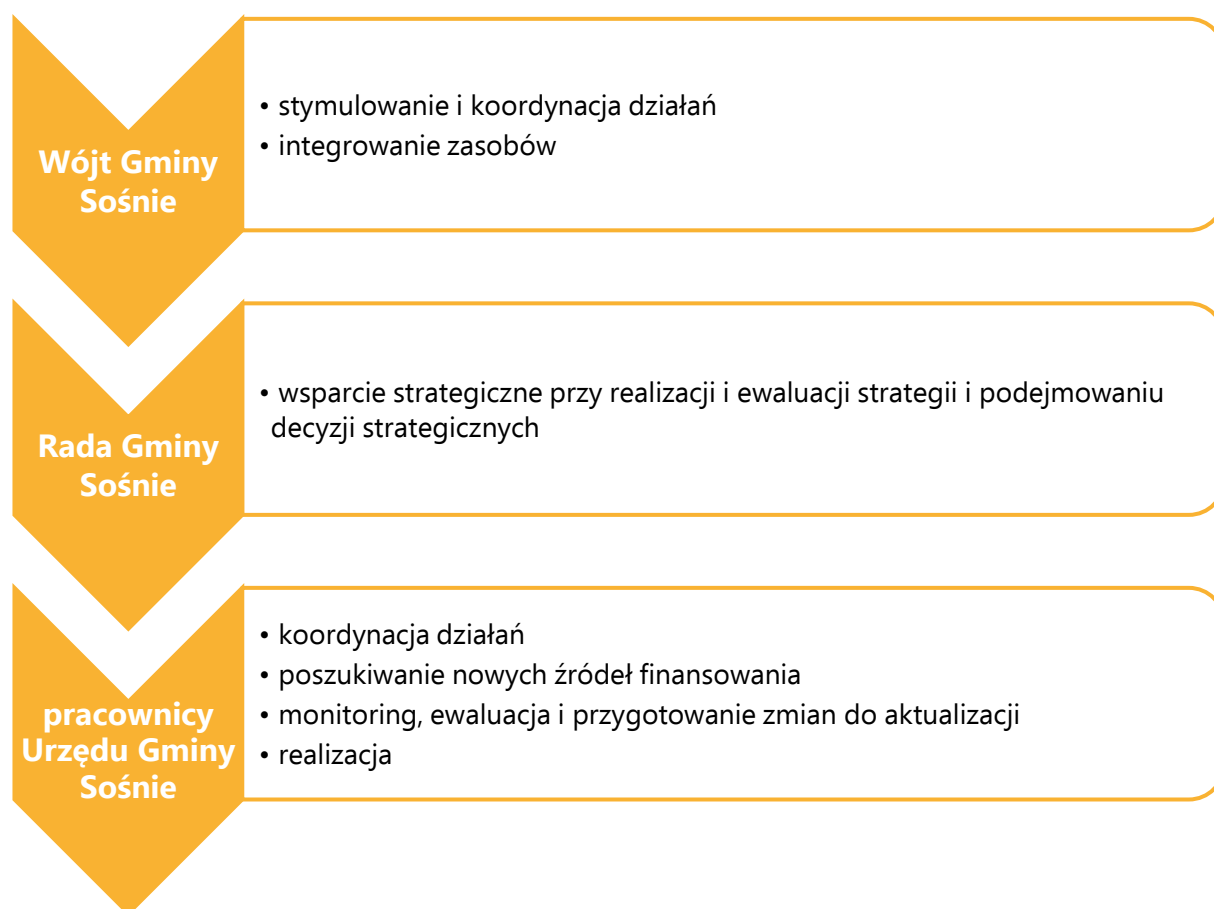 Wójt Gminy
Sośnie
• stymulowanie i koordynacja działań
• integrowanie zasobów
Rada Gminy
Sośnie
• wsparcie strategiczne przy realizacji i ewaluacji strategii i podejmowaniu
decyzji strategicznych
pracownicy
Urzędu Gminy
Sośnie
• koordynacja działań
• poszukiwanie nowych źródeł finansowania
• monitoring, ewaluacja i przygotowanie zmian do aktualizacji
• realizacja